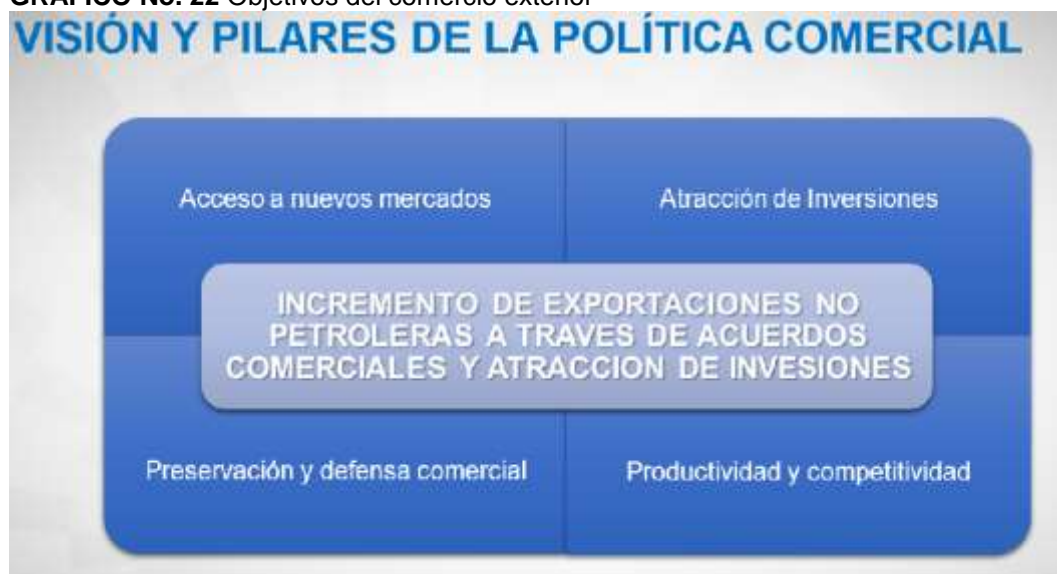 GRÁFICO No. 22 Objetivos del comercio exterior
VISIÓN Y PILARES DE LA POLÍTICA COMERCIAL
Acceso a nuevos mercados
Atracción de Inversiones
INCREMENTO DE EXPORTACIONES NO
PETROLERAS A TRAVES DE ACUERDOS
COMERCIALES Y ATRACCION DE INVESIONES
Preservación y defensa comercial
Productividad y competitividad